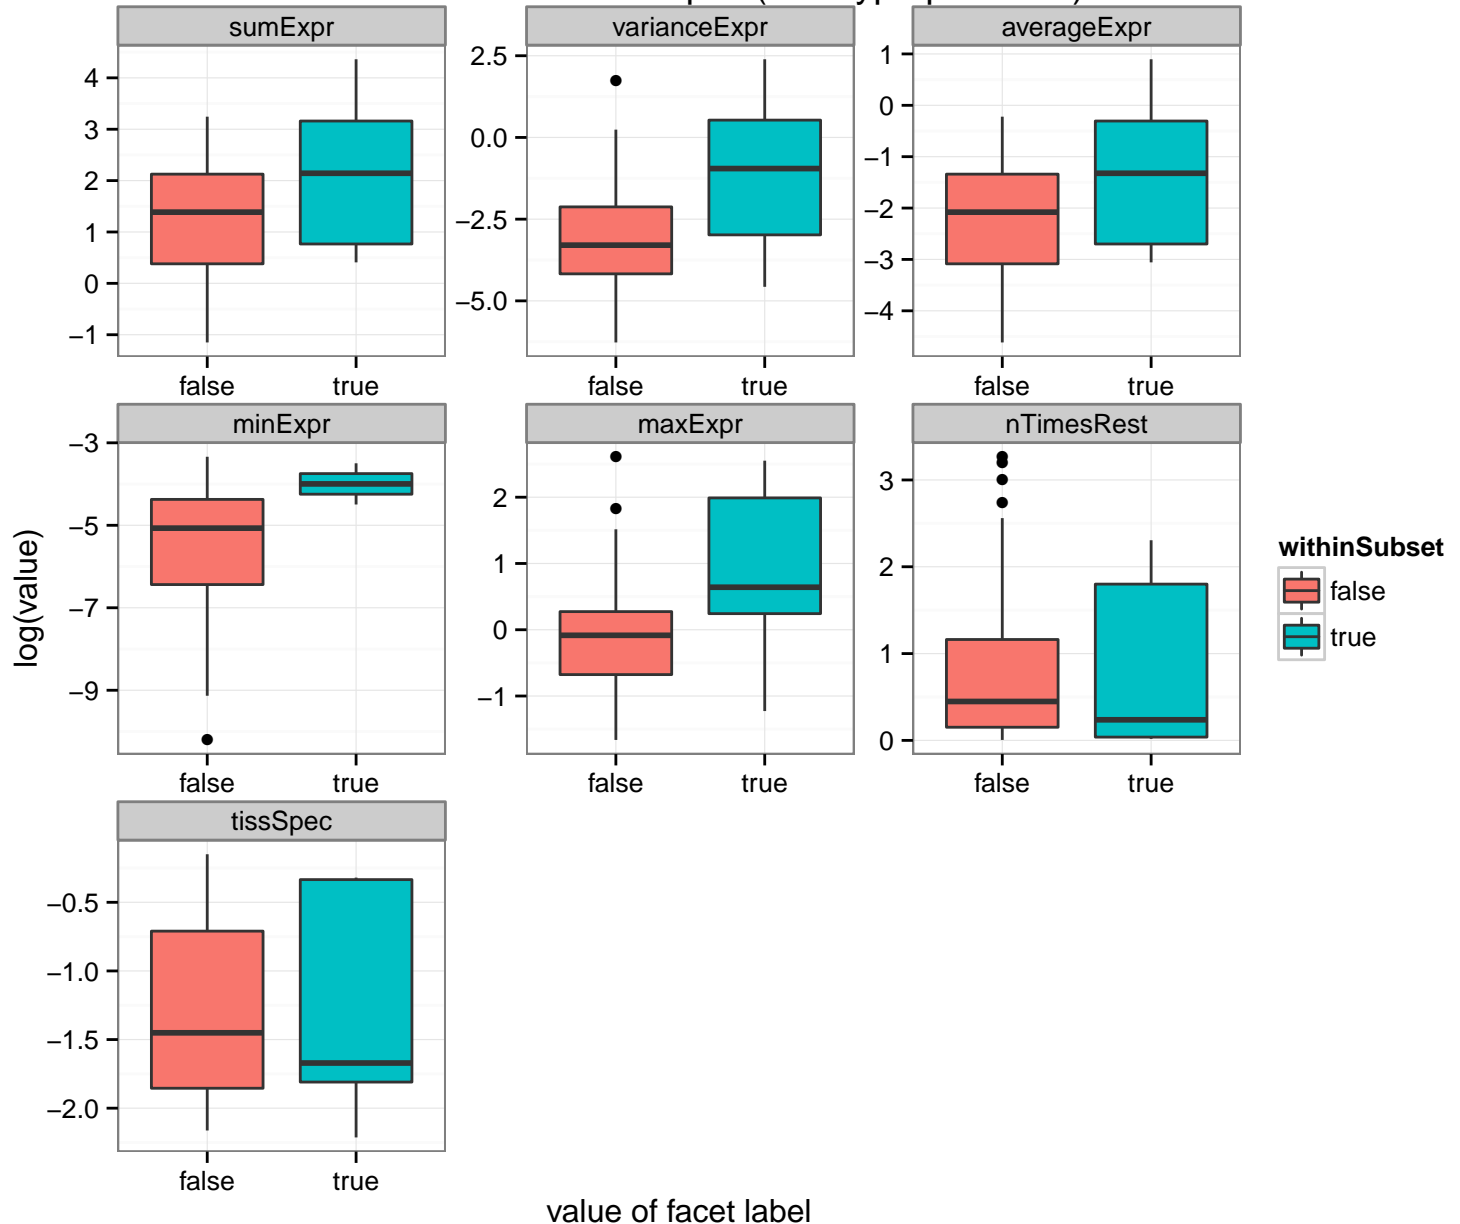 sumExpr varianceExpr averageExpr
4 3 2 1 0 −1
2.5 0.0 −2.5 −5.0
1 0 −1 −2 −3 −4
false true false true false true
minExpr maxExpr nTimesRest
−3 −5 −7 −9
2 1 0 −1
3 2 1 0
false true false true false true
tissSpec
−0.5 −1.0 −1.5 −2.0
false true
log(value)
value of facet label
withinSubset
false
true